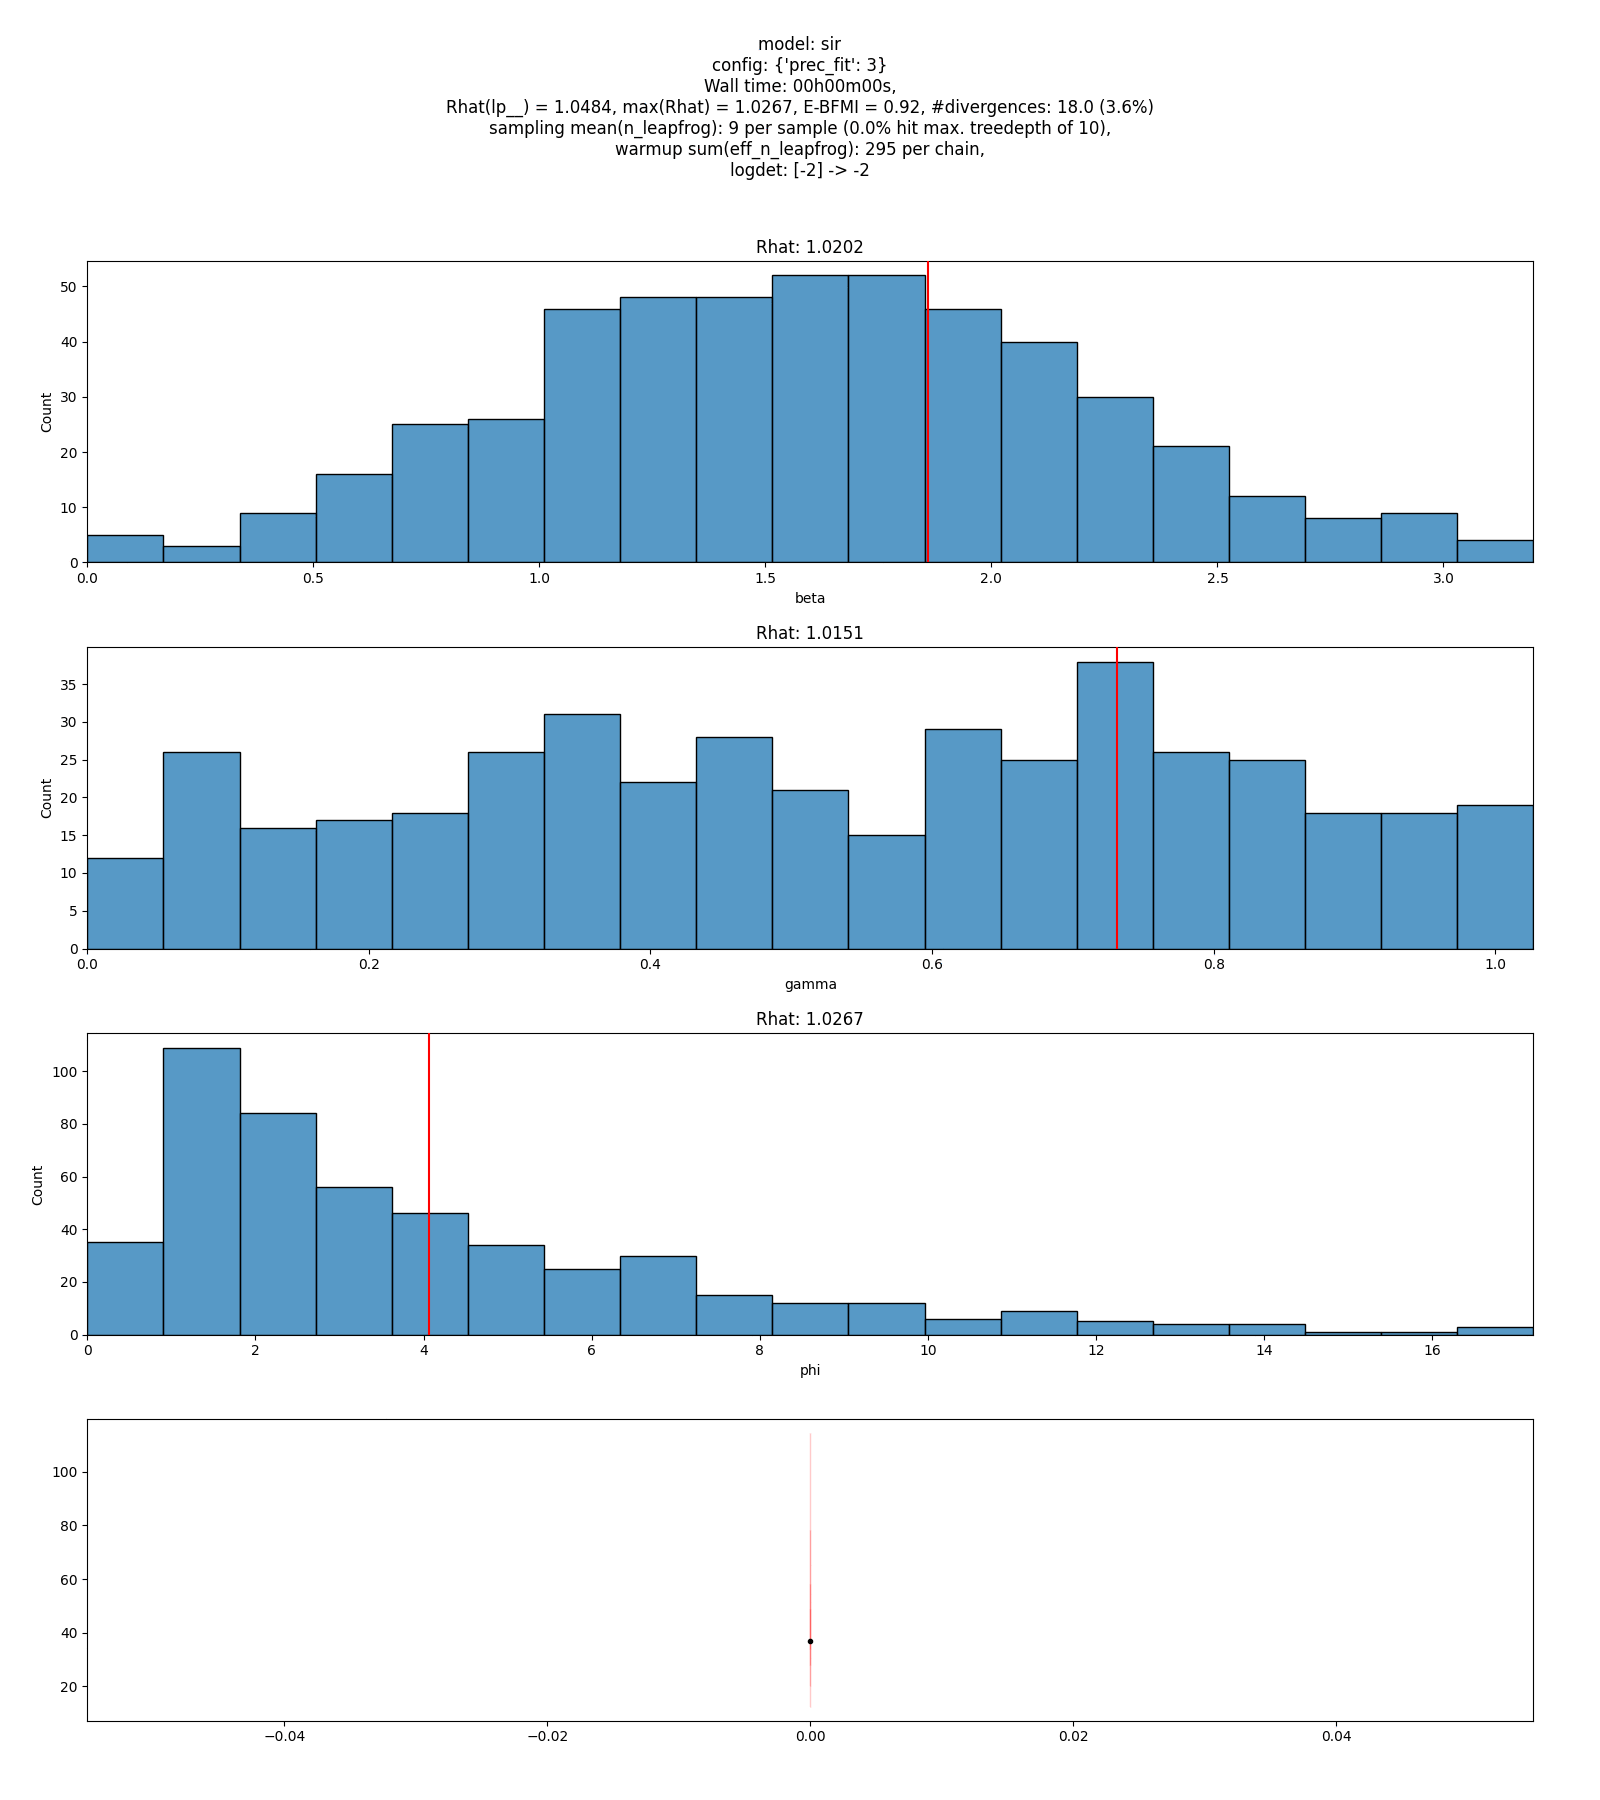 model: sir
config: {'prec_fit': 3}
Wall time: 00h00m00s,
Rhat(lp__) = 1.0484, max(Rhat) = 1.0267, E-BFMI = 0.92, #divergences: 18.0 (3.6%)
sampling mean(n_leapfrog): 9 per sample (0.0% hit max. treedepth of 10),
warmup sum(eff_n_leapfrog): 295 per chain,
logdet: [-2] -> -2
Rhat: 1.0202
50
40
30
20
10
0
Count
0.0 0.5 1.0 1.5 2.0 2.5 3.0
beta
Rhat: 1.0151
35
30
25
20
15
10
5
0
Count
0.0 0.2 0.4 0.6 0.8 1.0
gamma
Rhat: 1.0267
100
80
60
40
20
0
Count
0 2 4 6 8 10 12 14 16
phi
100
80
60
40
20
−0.04 −0.02 0.00 0.02 0.04